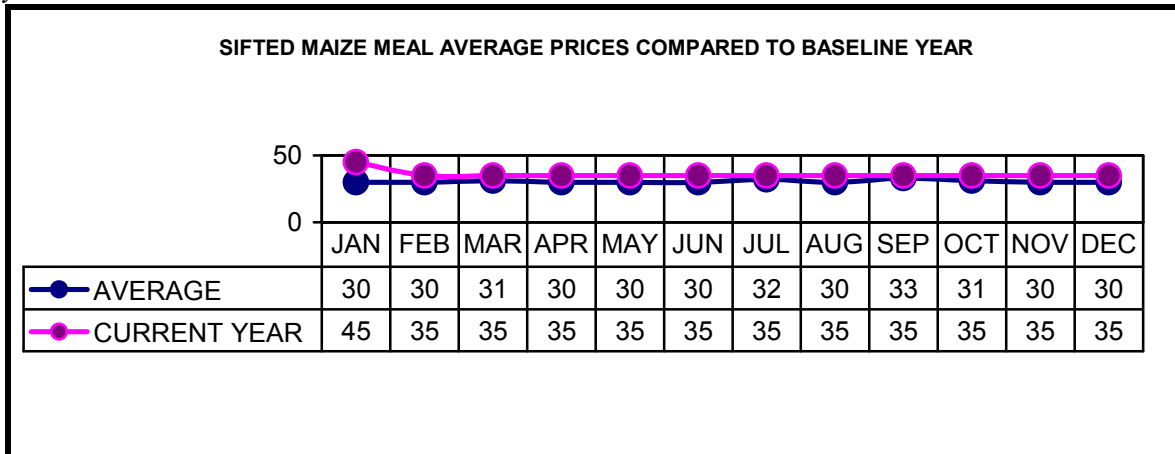 SIFTED MAIZE MEAL AVERAGE PRICES COMPARED TO BASELINE YEAR
50
0
JAN FEB MAR APR MAY JUN JUL AUG SEP OCT NOV DEC
AVERAGE 30 30 31 30 30 30 32 30 33 31 30 30
CURRENT YEAR 45 35 35 35 35 35 35 35 35 35 35 35